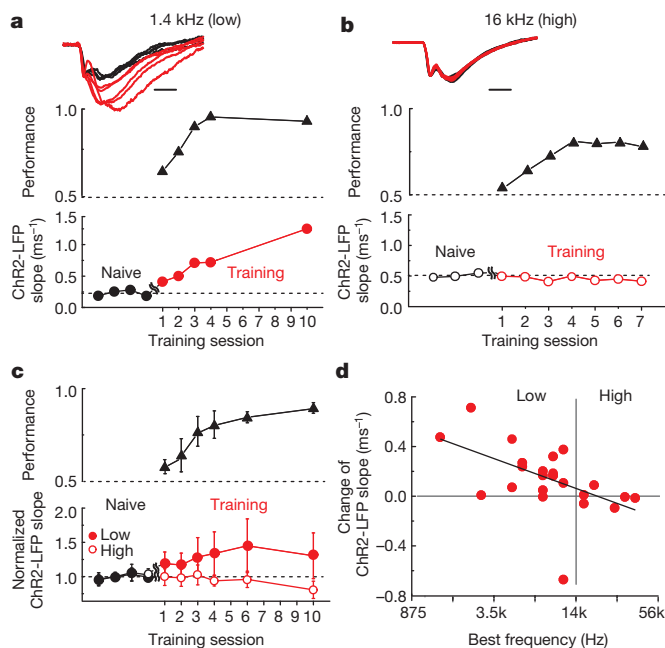 a
1.4 kHz (low)
Performance
1.0
0.5
ChR2-LFP
slope (ms⁻¹)
1.5
1.0
0.5
0.0
Naive
Training
1 2 3 4 5 6 7 8 9 10
Training session
b
16 kHz (high)
Performance
1.0
0.5
ChR2-LFP
slope (ms⁻¹)
1.5
1.0
0.5
0.0
Naive
Training
1 2 3 4 5 6 7
Training session
c
Performance
1.0
0.5
Normalized
ChR2-LFP slope
2.0
1.5
1.0
Naive
Training
Low
High
1 2 3 4 5 6 7 8 9 10
Training session
d
Low
High
Change of
ChR2-LFP slope (ms⁻¹)
0.8
0.4
0.0
−0.4
−0.8
875 3.5k 14k 56k
Best frequency (Hz)